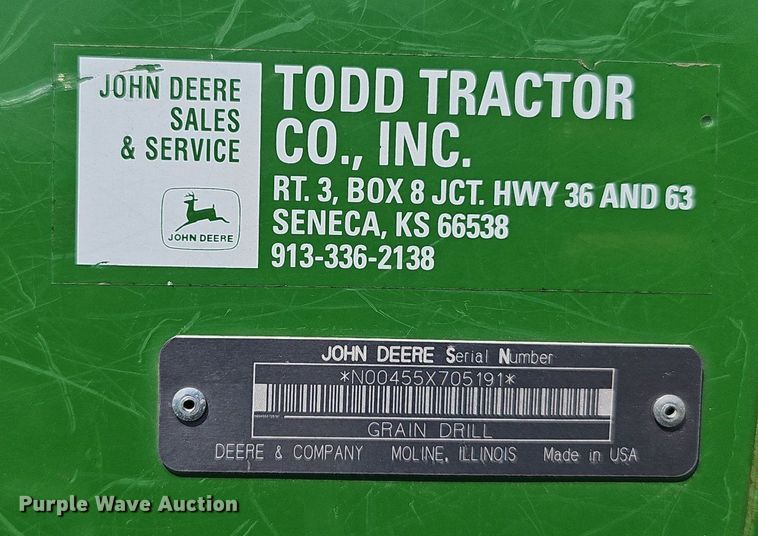 JOHN DEERE
SALES
& SERVICE
JOHN DEERE
TODD TRACTOR
CO., INC.
RT. 3, BOX 8 JCT. HWY 36 AND 63
SENECA, KS 66538
913-336-2138
JOHN DEERE Serial Number
*N00455X705191*
GRAIN DRILL
DEERE & COMPANY MOLINE, ILLINOIS Made in USA
Purple Wave Auction